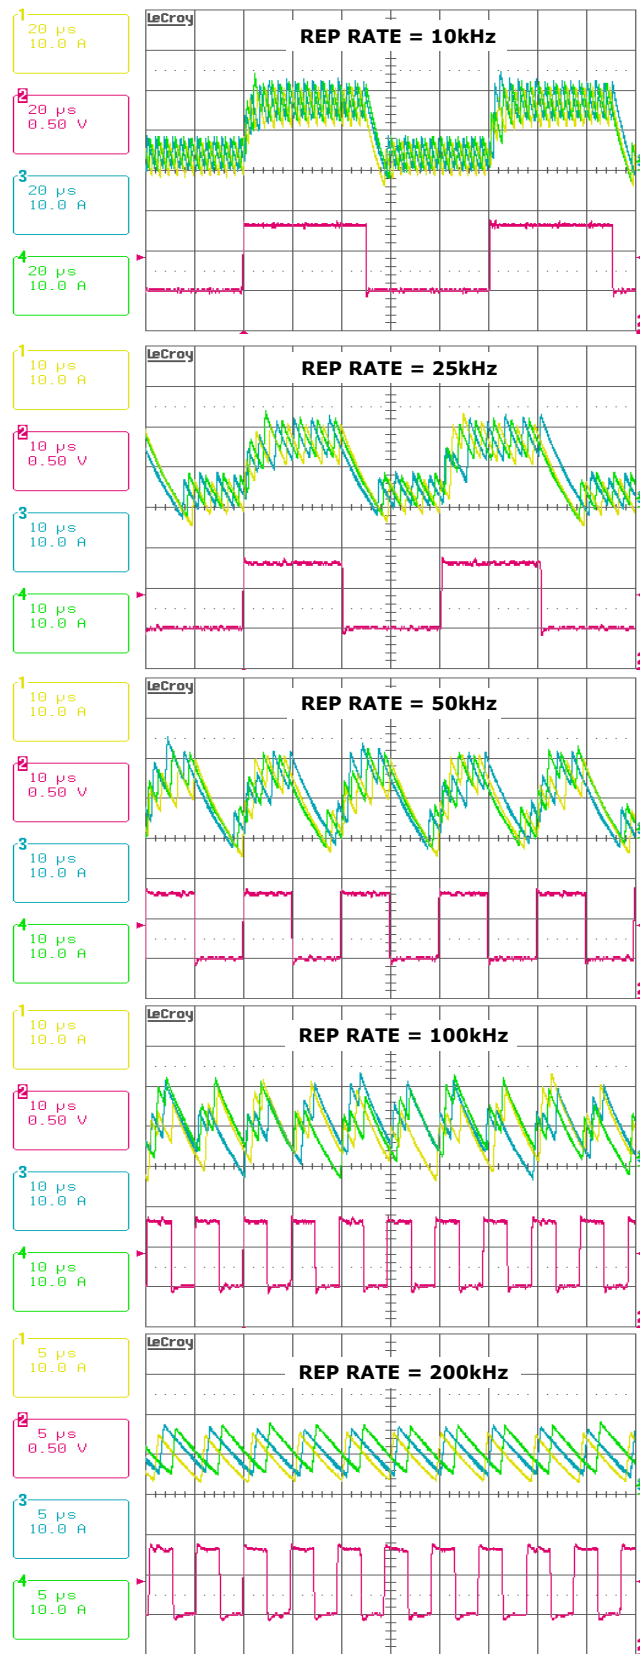 LeCroy
REP RATE = 10kHz
1
20 µs
10.0 A
2
20 µs
0.50 V
3
20 µs
10.0 A
4
20 µs
10.0 A
LeCroy
REP RATE = 25kHz
1
10 µs
10.0 A
2
10 µs
0.50 V
3
10 µs
10.0 A
4
10 µs
10.0 A
LeCroy
REP RATE = 50kHz
1
10 µs
10.0 A
2
10 µs
0.50 V
3
10 µs
10.0 A
4
10 µs
10.0 A
LeCroy
REP RATE = 100kHz
1
10 µs
10.0 A
2
10 µs
0.50 V
3
10 µs
10.0 A
4
10 µs
10.0 A
LeCroy
REP RATE = 200kHz
1
5 µs
10.0 A
2
5 µs
0.50 V
3
5 µs
10.0 A
4
5 µs
10.0 A